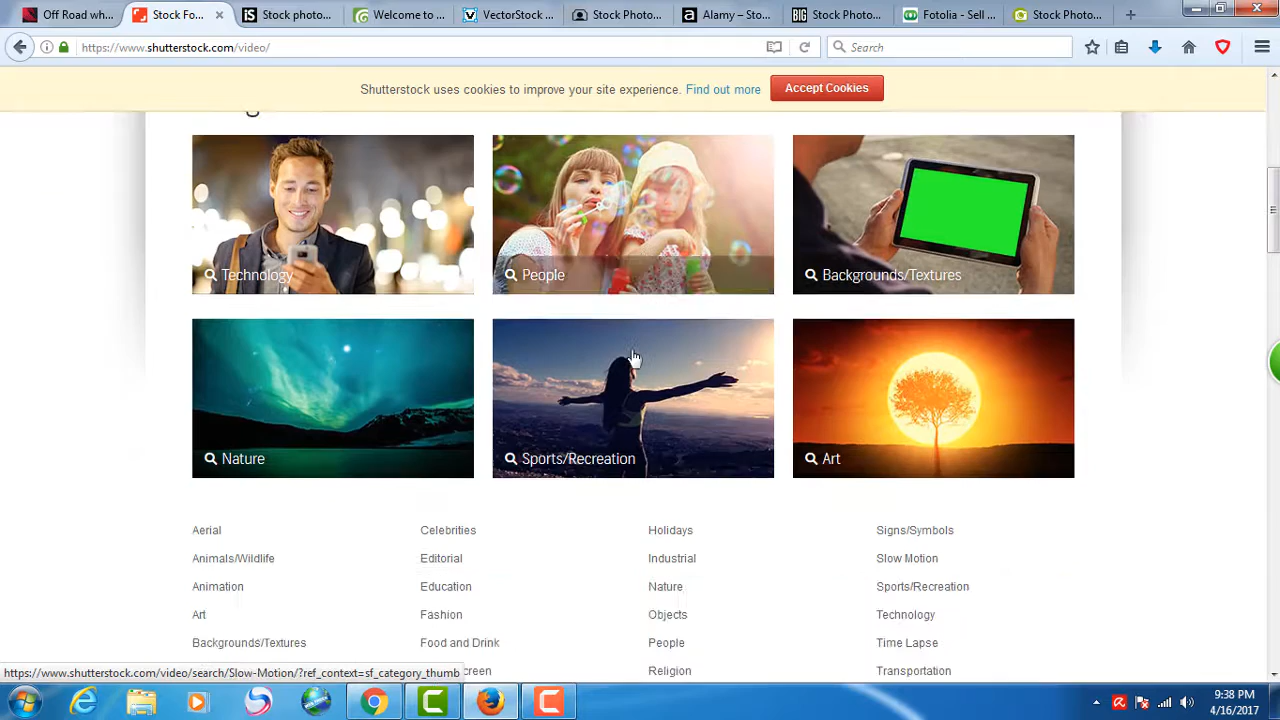 Off Road wh...
Stock Fo...
iS Stock photo...
Welcome to ...
VectorStock ...
Stock Photo...
a Alamy – Sto...
BIG Stock Photo...
Fotolia - Sell ...
Stock Photo...
https://www.shutterstock.com/video/
Search
Shutterstock uses cookies to improve your site experience. Find out more
Accept Cookies
Technology
People
Backgrounds/Textures
Nature
Sports/Recreation
Art
Aerial
Celebrities
Holidays
Signs/Symbols
Animals/Wildlife
Editorial
Industrial
Slow Motion
Animation
Education
Nature
Sports/Recreation
Art
Fashion
Objects
Technology
Backgrounds/Textures
Food and Drink
People
Time Lapse
https://www.shutterstock.com/video/search/Slow-Motion/?ref_context=sf_category_thumb
Religion
Transportation
9:38 PM
4/16/2017